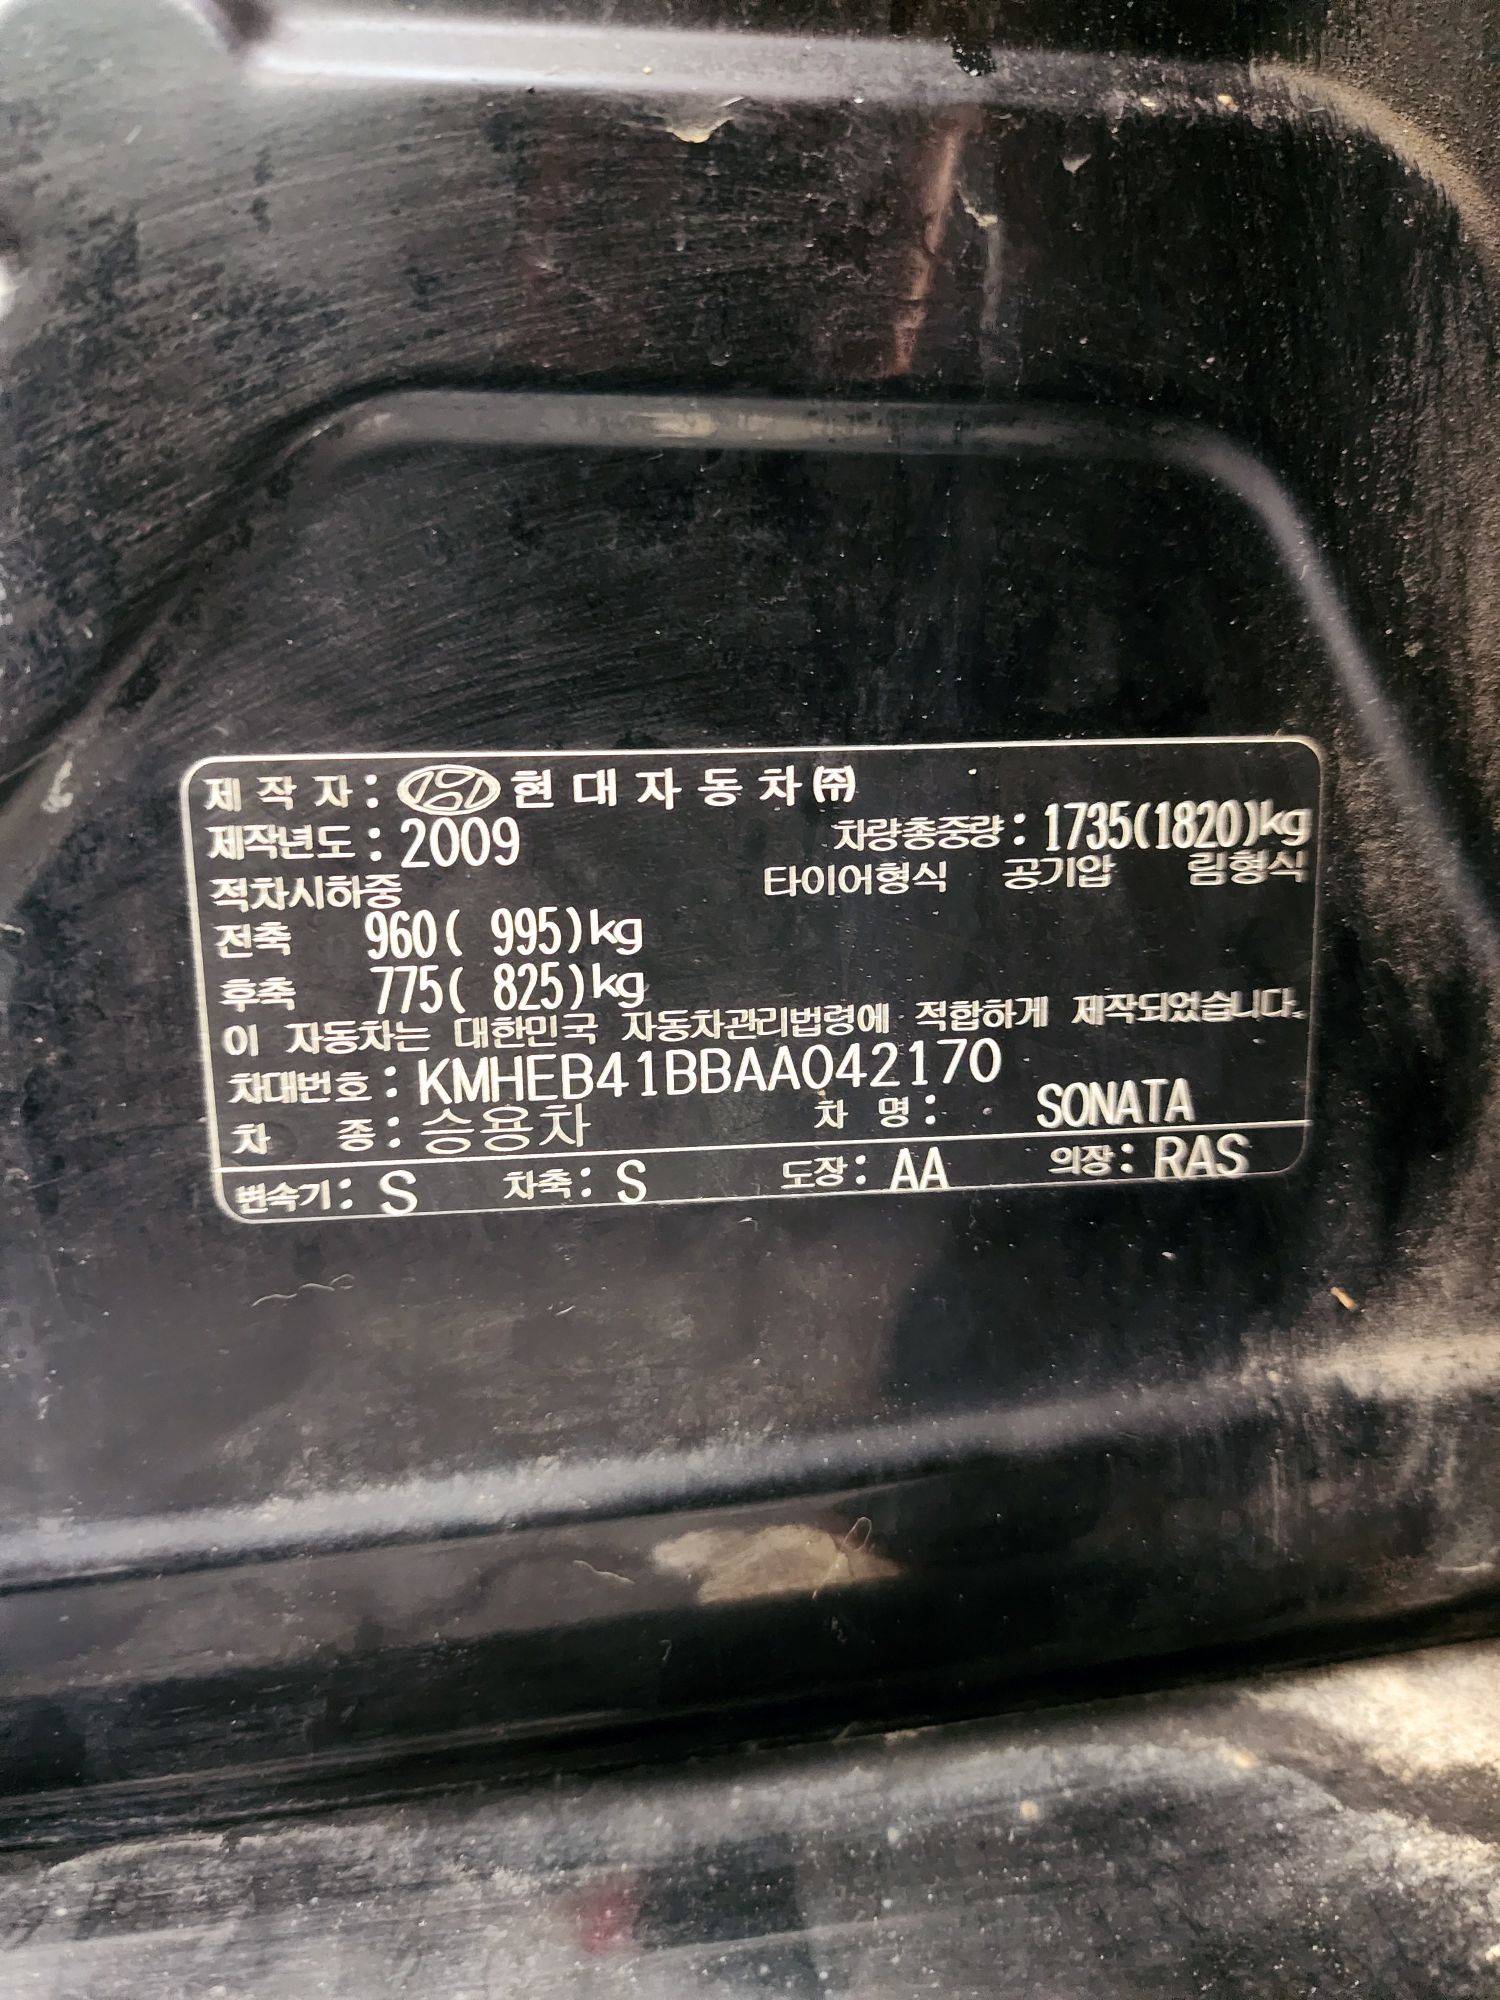 제 작 자 : 현 대 자 동 차 ㈜
제작년도 : 2009 차량총중량 : 1735(1820)kg
적차시하중 타이어형식 공기압 림형식
전축 960( 995)kg
후축 775( 825)kg
이 자동차는 대한민국 자동차관리법령에 적합하게 제작되었습니다.
차대번호 : KMHEB41BBAA042170
차 종 : 승용차 차 명 : SONATA
변속기 : S 차축 : S 도장 : AA 의장 : RAS